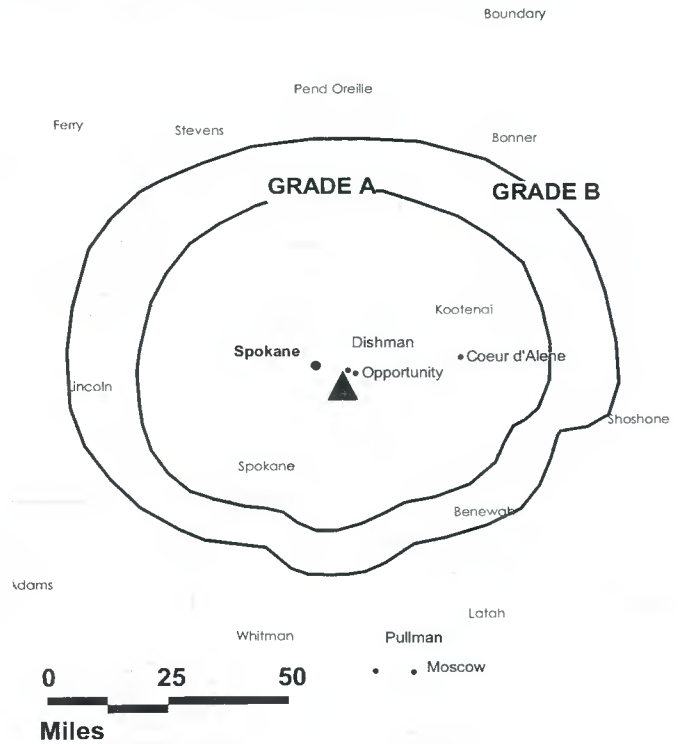 Boundary
Pend Oreille
Ferry
Stevens
Bonner
GRADE A
GRADE B
Kootenai
Dishman
Spokane
Coeur d'Alene
Opportunity
Lincoln
Shoshone
Spokane
Benewah
Adams
Latah
Whitman
Pullman
Moscow
0 25 50
Miles